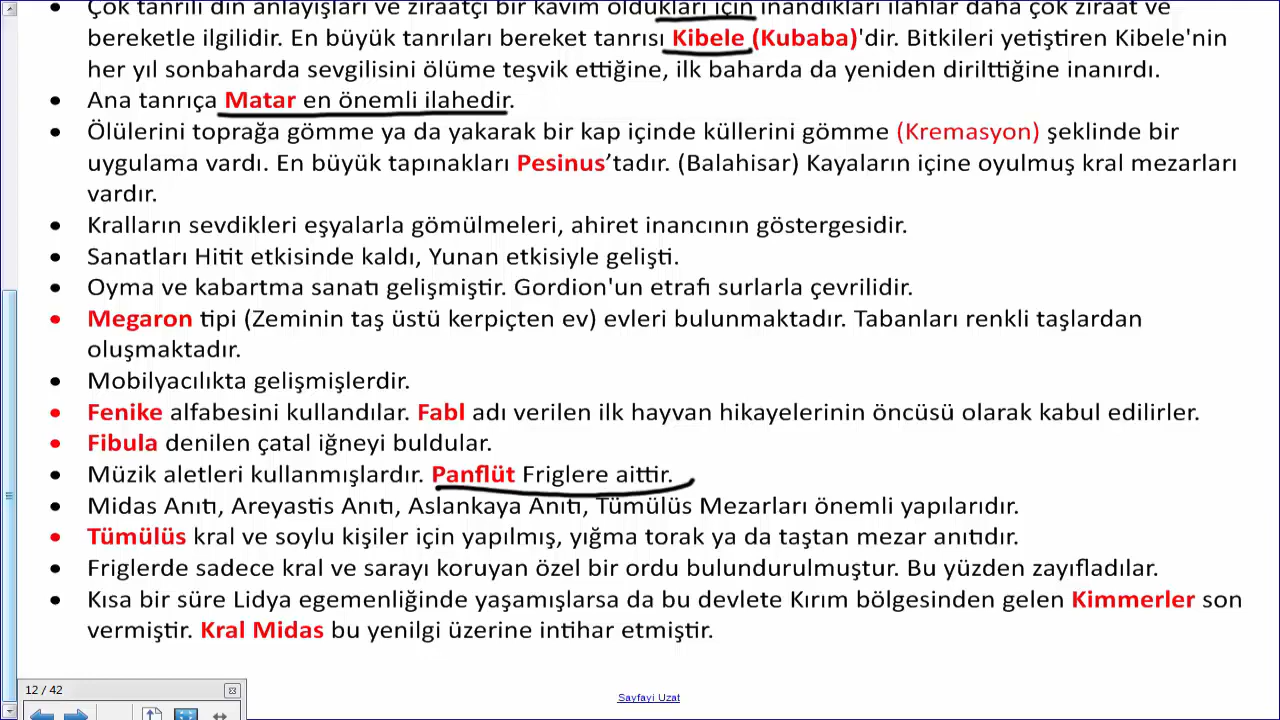 Çok tanrılı din anlayışları ve ziraatçi bir kavim oldukları için inandıkları ilahlar daha çok ziraat ve
bereketle ilgilidir. En büyük tanrıları bereket tanrısı Kibele (Kubaba)'dir. Bitkileri yetiştiren Kibele'nin
her yıl sonbaharda sevgilisini ölüme teşvik ettiğine, ilk baharda da yeniden dirilttiğine inanırdı.
• Ana tanrıça Matar en önemli ilahedir.
• Ölülerini toprağa gömme ya da yakarak bir kap içinde küllerini gömme (Kremasyon) şeklinde bir
uygulama vardı. En büyük tapınakları Pesinus’tadır. (Balahisar) Kayaların içine oyulmuş kral mezarları
vardır.
• Kralların sevdikleri eşyalarla gömülmeleri, ahiret inancının göstergesidir.
• Sanatları Hitit etkisinde kaldı, Yunan etkisiyle gelişti.
• Oyma ve kabartma sanatı gelişmiştir. Gordion'un etrafı surlarla çevrilidir.
• Megaron tipi (Zeminin taş üstü kerpiçten ev) evleri bulunmaktadır. Tabanları renkli taşlardan
oluşmaktadır.
• Mobilyacılıkta gelişmişlerdir.
• Fenike alfabesini kullandılar. Fabl adı verilen ilk hayvan hikayelerinin öncüsü olarak kabul edilirler.
• Fibula denilen çatal iğneyi buldular.
• Müzik aletleri kullanmışlardır. Panflüt Friglere aittir.
• Midas Anıtı, Areyastis Anıtı, Aslankaya Anıtı, Tümülüs Mezarları önemli yapılarıdır.
• Tümülüs kral ve soylu kişiler için yapılmış, yığma torak ya da taştan mezar anıtıdır.
• Friglerde sadece kral ve sarayı koruyan özel bir ordu bulundurulmuştur. Bu yüzden zayıfladılar.
• Kısa bir süre Lidya egemenliğinde yaşamışlarsa da bu devlete Kırım bölgesinden gelen Kimmerler son
vermiştir. Kral Midas bu yenilgi üzerine intihar etmiştir.
12 / 42
Sayfayi Uzat